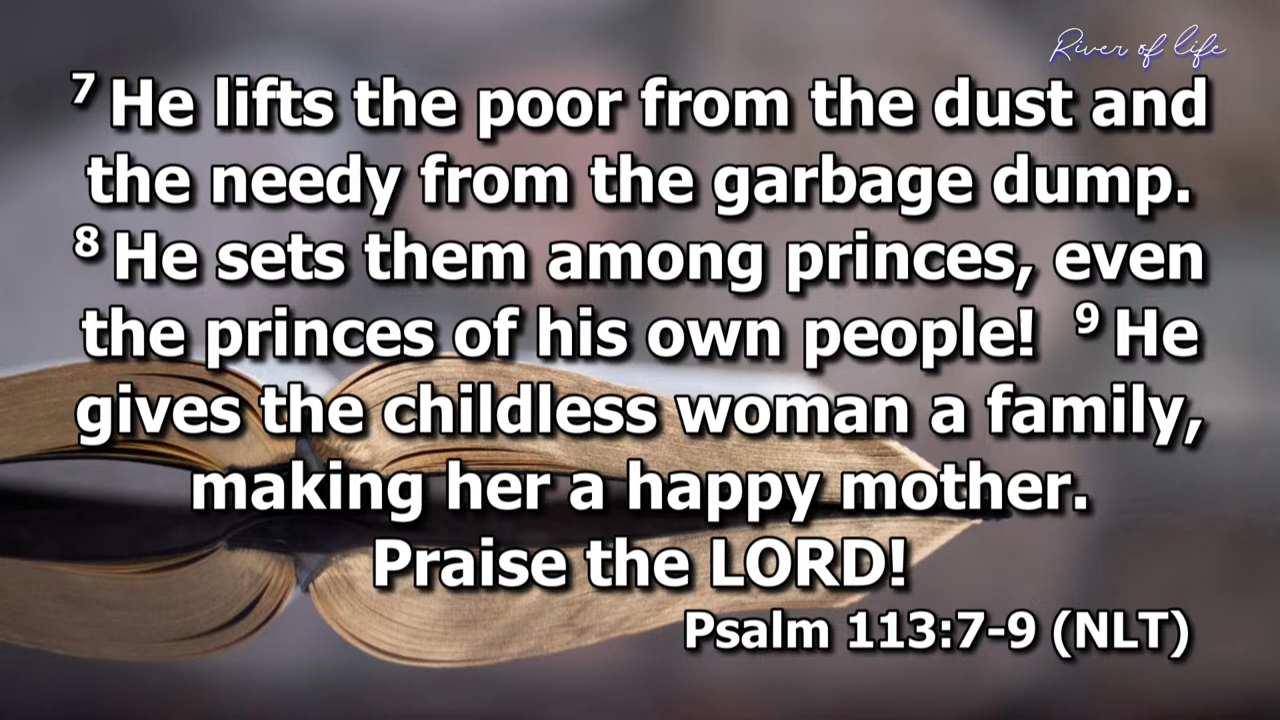 River of life
⁷ He lifts the poor from the dust and
the needy from the garbage dump.
⁸ He sets them among princes, even
the princes of his own people! ⁹ He
gives the childless woman a family,
making her a happy mother.
Praise the LORD!
Psalm 113:7-9 (NLT)